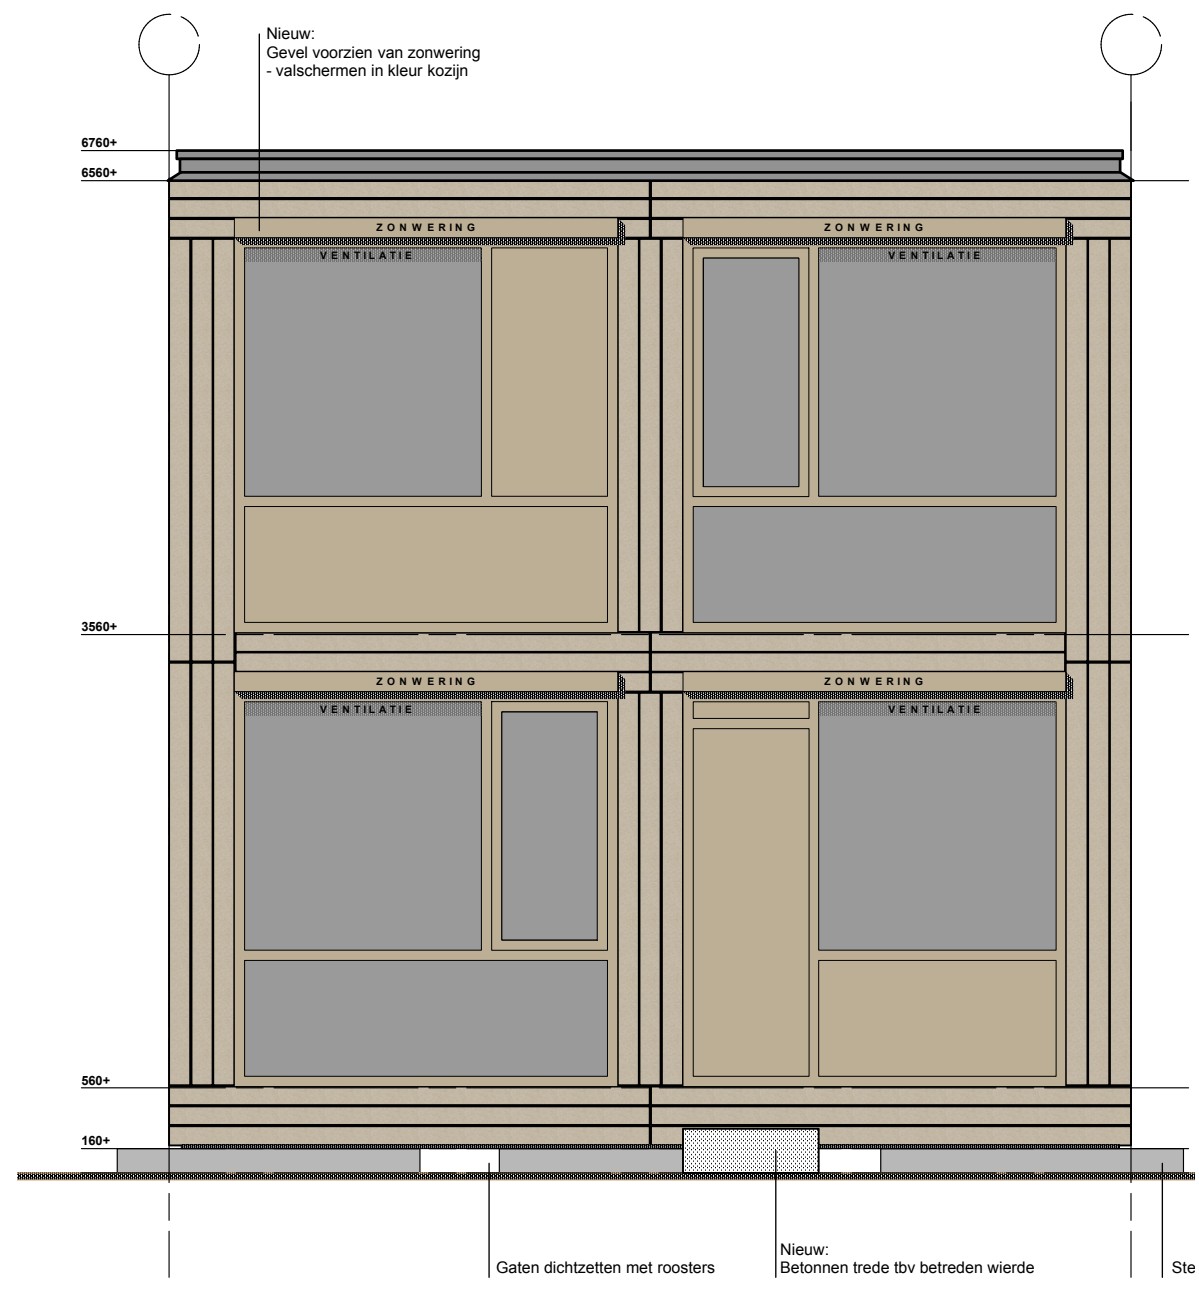 Nieuw:
Gevel voorzien van zonwering
- valschermen in kleur kozijn
6760+
6560+
ZONWERING
ZONWERING
VENTILATIE
VENTILATIE
3560+
ZONWERING
ZONWERING
VENTILATIE
VENTILATIE
560+
160+
Gaten dichtzetten met roosters
Nieuw:
Betonnen trede tbv betreden wierde
Ste